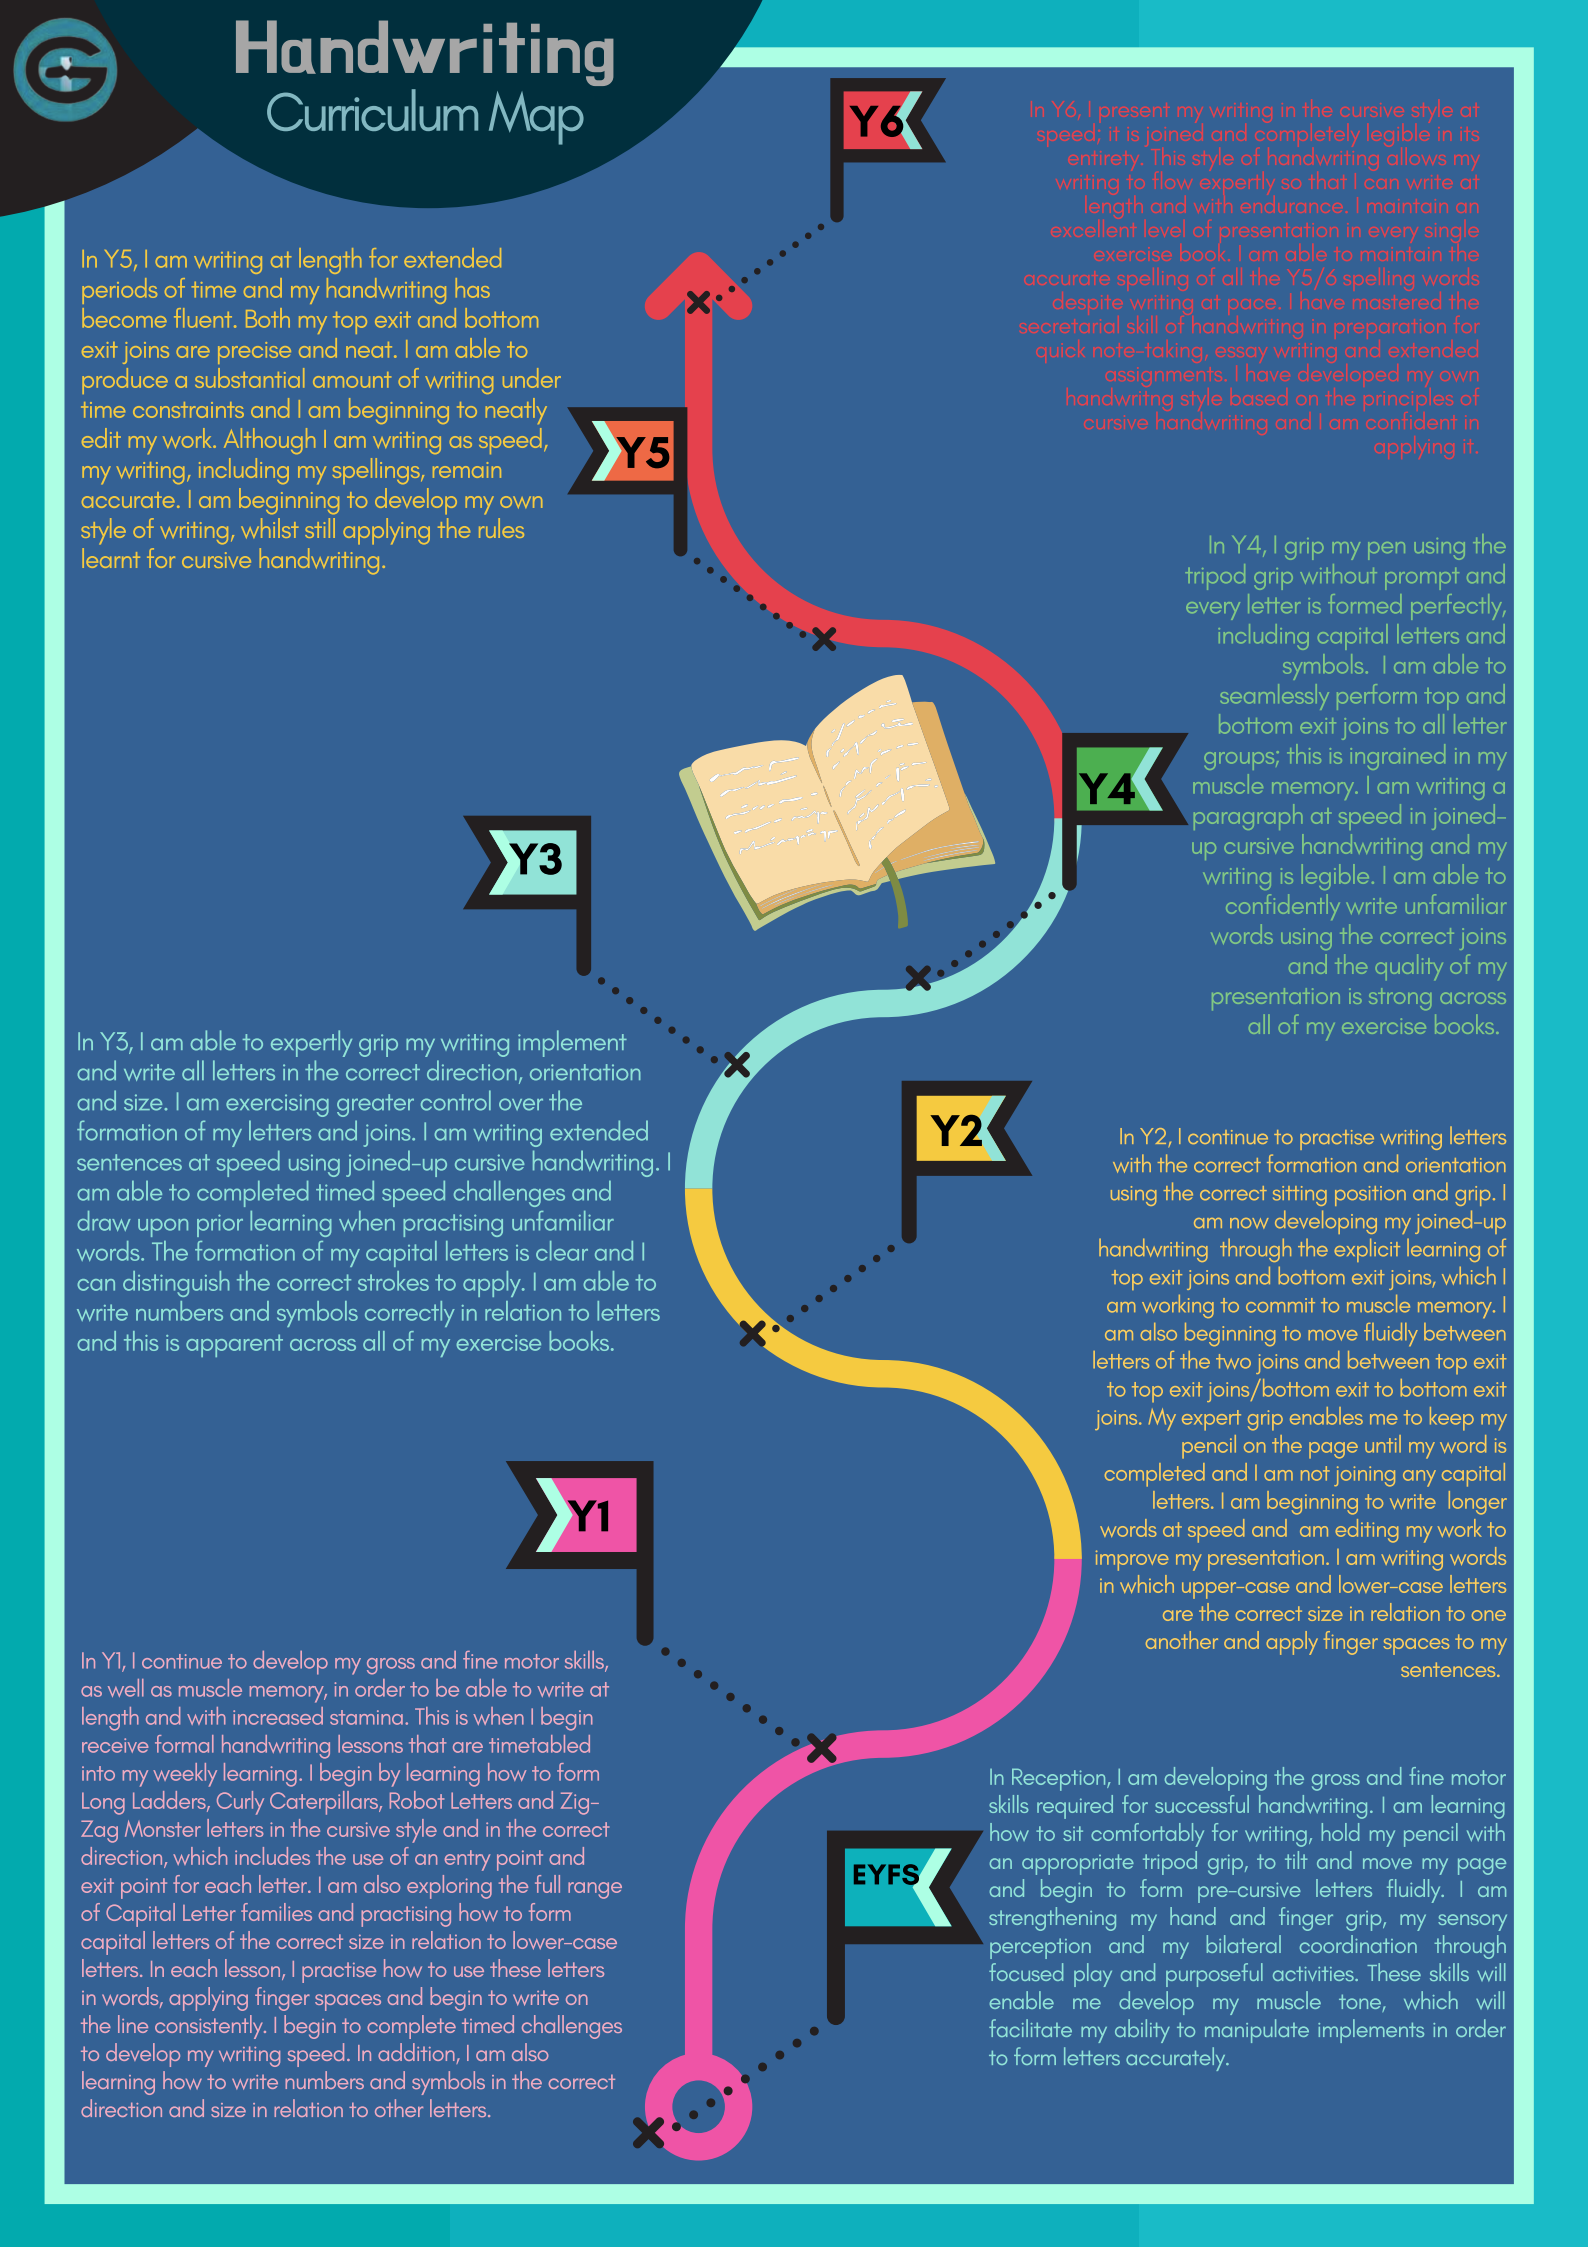 Handwriting
Curriculum Map
Y6
In Y6, I present my writing in the cursive style at
speed; it is joined and completely legible in its
entirety. This style of handwriting allows my
writing to flow expertly so that I can write at
length and with endurance. I maintain an
excellent level of presentation in every single
exercise book. I am able to maintain the
accurate spelling of all the Y5/6 spelling words
despite writing at pace. I have mastered the
secretarial skill of handwriting in preparation for
quick note-taking, essay writing and extended
assignments. I have developed my own
handwritng style based on the principles of
cursive handwriting and I am confident in
applying it.
In Y5, I am writing at length for extended
periods of time and my handwriting has
become fluent. Both my top exit and bottom
exit joins are precise and neat. I am able to
produce a substantial amount of writing under
time constraints and I am beginning to neatly
edit my work. Although I am writing as speed,
my writing, including my spellings, remain
accurate. I am beginning to develop my own
style of writing, whilst still applying the rules
learnt for cursive handwriting.
Y5
In Y4, I grip my pen using the
tripod grip without prompt and
every letter is formed perfectly,
including capital letters and
symbols.  I am able to
seamlessly perform top and
bottom exit joins to all letter
groups; this is ingrained in my
muscle memory. I am writing a
paragraph at speed in joined-
up cursive handwriting and my
writing is legible. I am able to
confidently write unfamiliar
words using the correct joins
and the quality of my
presentation is strong across
all of my exercise books.
Y4
Y3
In Y3, I am able to expertly grip my writing implement
and write all letters in the correct direction, orientation
and size. I am exercising greater control over the
formation of my letters and joins. I am writing extended
sentences at speed using joined-up cursive handwriting. I
am able to completed timed speed challenges and
draw upon prior learning when practising unfamiliar
words. The formation of my capital letters is clear and I
can distinguish the correct strokes to apply. I am able to
write numbers and symbols correctly in relation to letters
and this is apparent across all of my exercise books.
Y2
In Y2, I continue to practise writing letters
with the correct formation and orientation
using the correct sitting position and grip. I
am now developing my joined-up
handwriting  through the explicit learning of
top exit joins and bottom exit joins, which I
am working to commit to muscle memory. I
am also beginning to move fluidly between
letters of the two joins and between top exit
to top exit joins/bottom exit to bottom exit
joins. My expert grip enables me to keep my
pencil on the page until my word is
completed and I am not joining any capital
letters. I am beginning to write  longer
words at speed and  am editing my work to
improve my presentation. I am writing words
in which upper-case and lower-case letters
are the correct size in relation to one
another and apply finger spaces to my
sentences.
Y1
In Y1, I continue to develop my gross and fine motor skills,
as well as muscle memory, in order to be able to write at
length and with increased stamina. This is when I begin
receive formal handwriting lessons that are timetabled
into my weekly learning. I begin by learning how to form
Long Ladders, Curly Caterpillars, Robot Letters and Zig-
Zag Monster letters in the cursive style and in the correct
direction, which includes the use of an entry point and
exit point for each letter. I am also exploring the full range
of Capital Letter families and practising how to form
capital letters of the correct size in relation to lower-case
letters. In each lesson, I practise how to use these letters
in words, applying finger spaces and begin to write on
the line consistently. I begin to complete timed challenges
to develop my writing speed. In addition, I am also
learning how to write numbers and symbols in the correct
direction and size in relation to other letters.
In Reception, I am developing the gross and fine motor
skills required for successful handwriting. I am learning
how to sit comfortably for writing, hold my pencil with
an appropriate tripod grip, to tilt and move my page
and begin to form pre-cursive letters fluidly. I am
strengthening my hand and finger grip, my sensory
perception and my bilateral coordination through
focused play and purposeful activities. These skills will
enable me develop my muscle tone, which will
facilitate my ability to manipulate implements in order
to form letters accurately.
EYFS